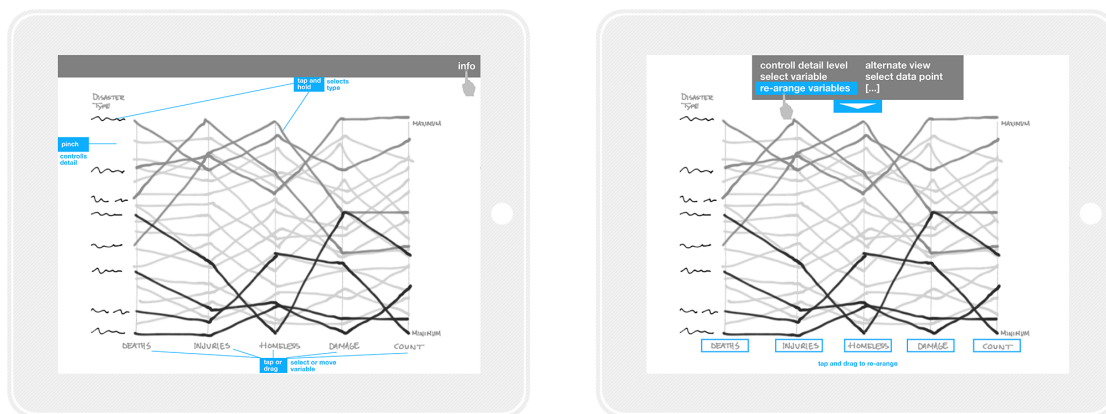 info
tap and
hold
selects
type
DISASTER
TYPE
MAXIMUM
pinch
controlls
detail
MINIMUM
DEATHS
INJURIES
HOMELESS
DAMAGE
COUNT
tap or
drag
select or move
variable
controll detail level
select variable
re-arange variables
alternate view
select data point
[...]
DISASTER
TYPE
MAXIMUM
MINIMUM
DEATHS
INJURIES
HOMELESS
DAMAGE
COUNT
tap and drag to re-arange